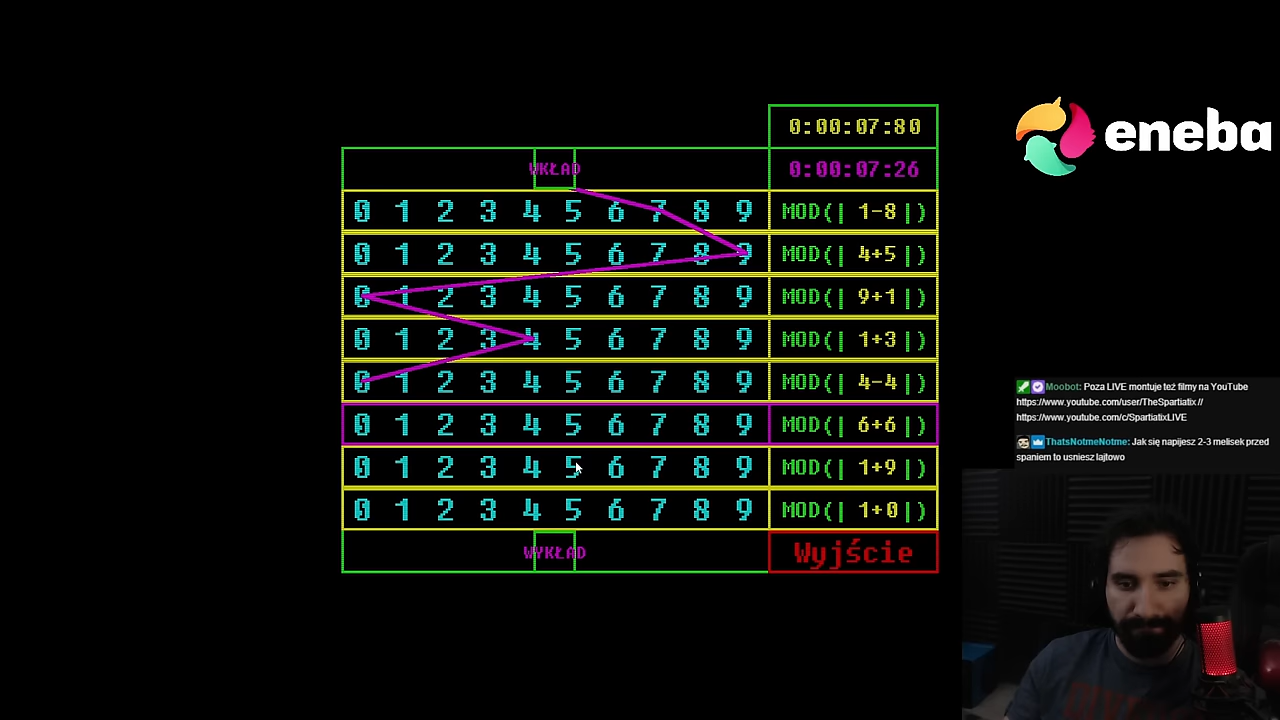 0:00:07:80
WKŁAD 0:00:07:26
0 1 2 3 4 5 6 7 8 9 MOD(| 1-8 |)
0 1 2 3 4 5 6 7 8 9 MOD(| 4+5 |)
0 1 2 3 4 5 6 7 8 9 MOD(| 9+1 |)
0 1 2 3 4 5 6 7 8 9 MOD(| 1+3 |)
0 1 2 3 4 5 6 7 8 9 MOD(| 4-4 |)
0 1 2 3 4 5 6 7 8 9 MOD(| 6+6 |)
0 1 2 3 4 5 6 7 8 9 MOD(| 1+9 |)
0 1 2 3 4 5 6 7 8 9 MOD(| 1+0 |)
WYKŁAD Wyjście
eneba
Moobot: Poza LIVE montuje też filmy na YouTube
https://www.youtube.com/user/TheSpartiatix //
https://www.youtube.com/c/SpartiatixLIVE
ThatsNotmeNotme: Jak się napijesz 2-3 melisek przed
spaniem to usniesz lajtowo